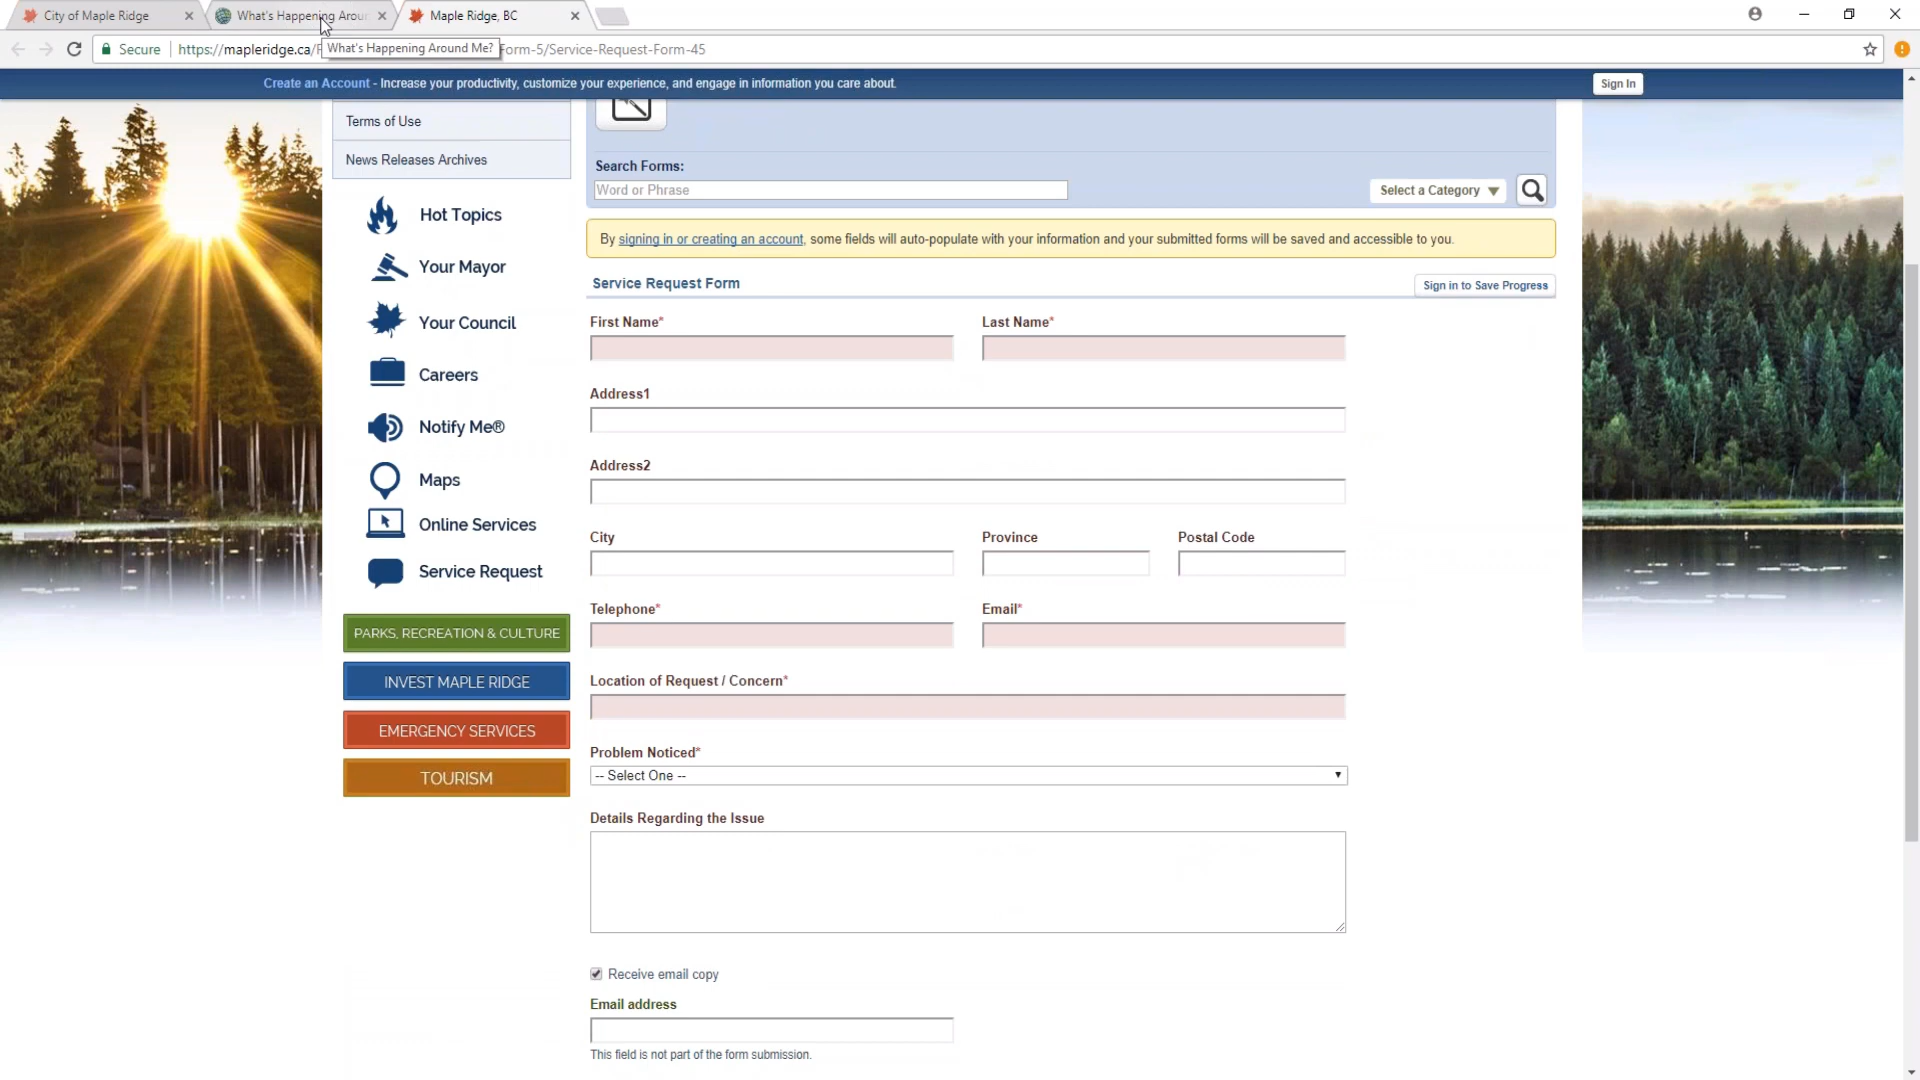 City of Maple Ridge
What's Happening Arou
Maple Ridge, BC
Secure
https://mapleridge.ca/F
Form-5/Service-Request-Form-45
What's Happening Around Me?
Create an Account - Increase your productivity, customize your experience, and engage in information you care about.
Sign In
Terms of Use
News Releases Archives
Hot Topics
Your Mayor
Your Council
Careers
Notify Me®
Maps
Online Services
Service Request
PARKS, RECREATION & CULTURE
INVEST MAPLE RIDGE
EMERGENCY SERVICES
TOURISM
Search Forms:
Word or Phrase
Select a Category
By signing in or creating an account, some fields will auto-populate with your information and your submitted forms will be saved and accessible to you.
Service Request Form
Sign in to Save Progress
First Name*
Last Name*
Address1
Address2
City
Province
Postal Code
Telephone*
Email*
Location of Request / Concern*
Problem Noticed*
-- Select One --
Details Regarding the Issue
Receive email copy
Email address
This field is not part of the form submission.